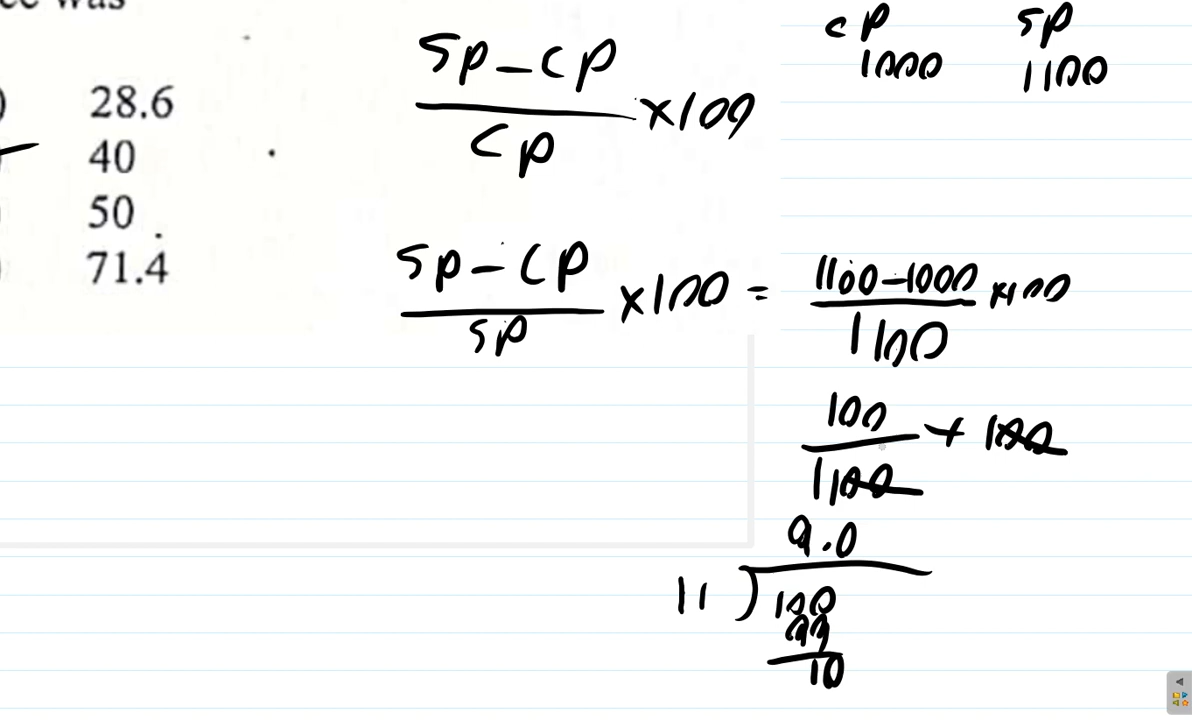 was
28.6
40
50
71.4
SP - CP
CP
×100
CP SP
1000 1100
SP - CP
SP
×100 =
1100-1000
1100
×100
100
1100
× 100
9.0
11 ) 100
99
10